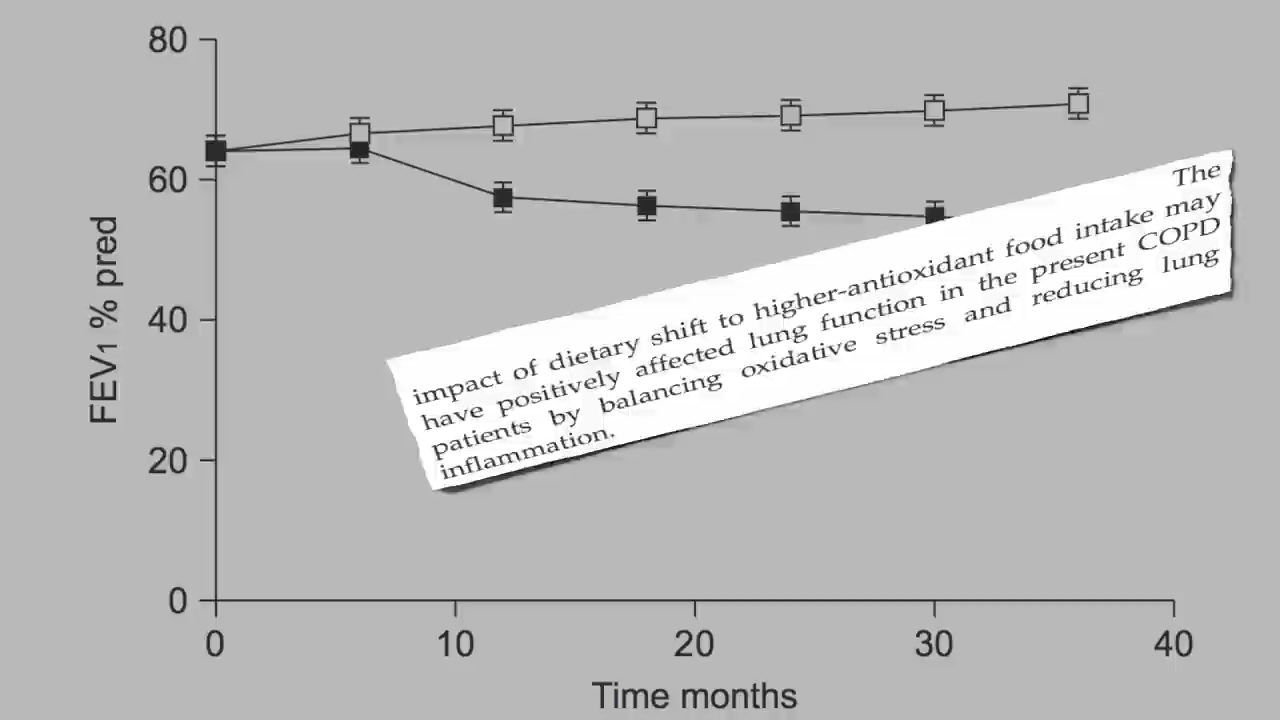 80
60
40
20
0
FEV1 % pred
0
10
20
30
40
Time months
The
impact of dietary shift to higher-antioxidant food intake may
have positively affected lung function in the present COPD
patients by balancing oxidative stress and reducing lung
inflammation.